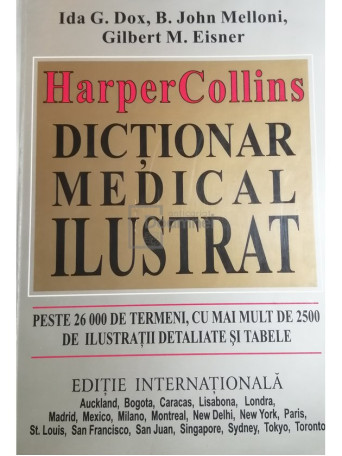 Ida G. Dox, B. John Melloni,
Gilbert M. Eisner
HarperCollins
DICȚIONAR
MEDICAL
ILUSTRAT
PESTE 26 000 DE TERMENI, CU MAI MULT DE 2500
DE ILUSTRAȚII DETALIATE ȘI TABELE
EDIȚIE INTERNAȚIONALĂ
Auckland, Bogota, Caracas, Lisabona, Londra,
Madrid, Mexico, Milano, Montreal, New Delhi, New York, Paris,
St. Louis, San Francisco, San Juan, Singapore, Sydney, Tokyo, Toronto